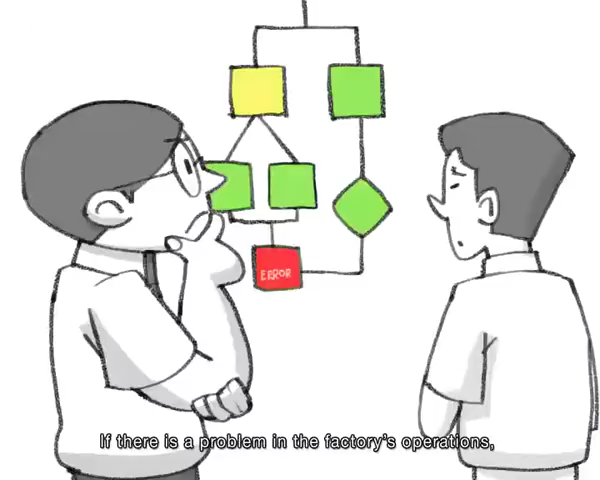 ERROR
If there is a problem in the factory's operations,